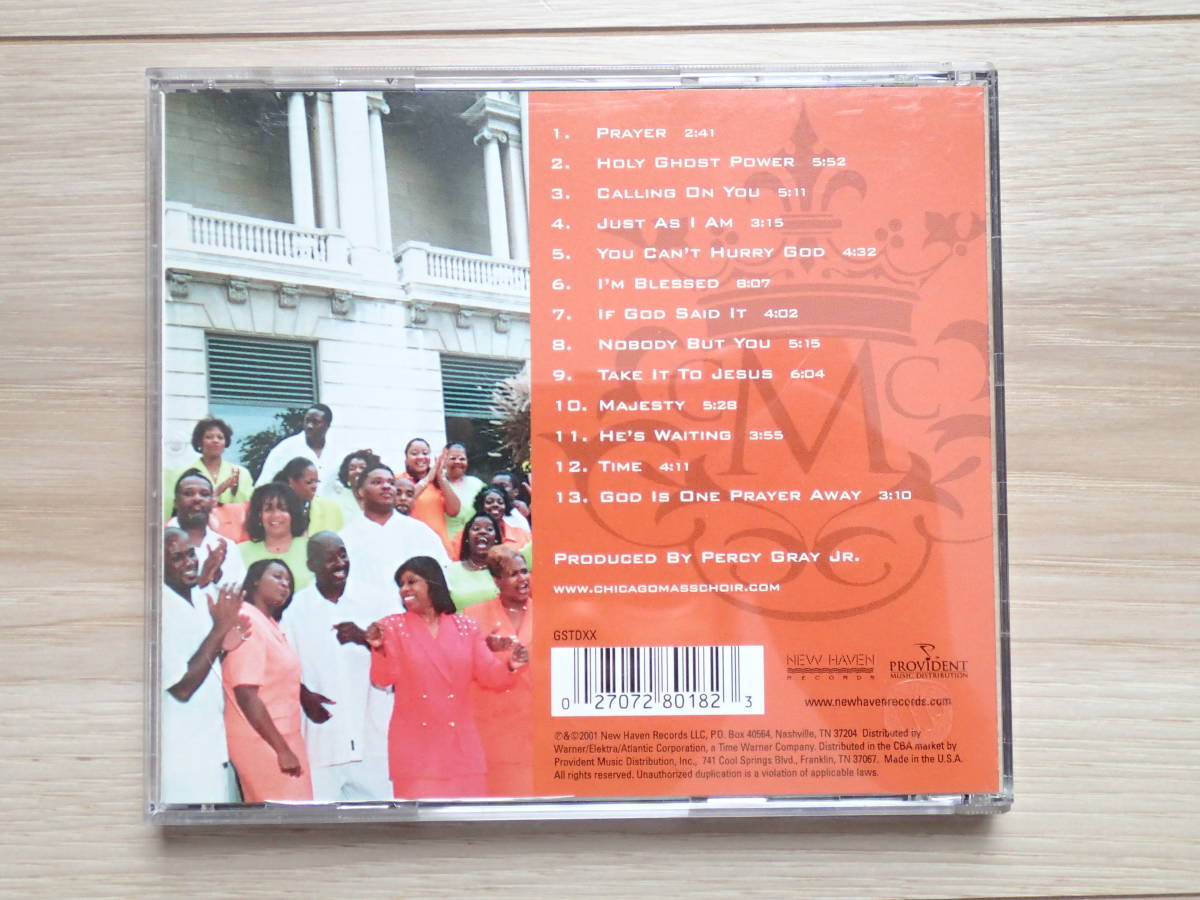 1. PRAYER 2:41
2. HOLY GHOST POWER 5:52
3. CALLING ON YOU 5:11
4. JUST AS I AM 3:15
5. YOU CAN'T HURRY GOD 4:32
6. I'M BLESSED 8:07
7. IF GOD SAID IT 4:02
8. NOBODY BUT YOU 5:15
9. TAKE IT TO JESUS 6:04
10. MAJESTY 5:28
11. HE'S WAITING 3:55
12. TIME 4:11
13. GOD IS ONE PRAYER AWAY 3:10
CMC
PRODUCED BY PERCY GRAY JR.
WWW.CHICAGOMASSCHOIR.COM
GSTDXX
0 27072 80182 3
NEW HAVEN
RECORDS
PROVIDENT
MUSIC DISTRIBUTION
www.newhavenrecords.com
℗&©2001 New Haven Records LLC, P.O. Box 40564, Nashville, TN 37204 Distributed by
Warner/Elektra/Atlantic Corporation, a Time Warner Company. Distributed in the CBA market by
Provident Music Distribution, Inc., 741 Cool Springs Blvd., Franklin, TN 37067. Made in the U.S.A.
All rights reserved. Unauthorized duplication is a violation of applicable laws.